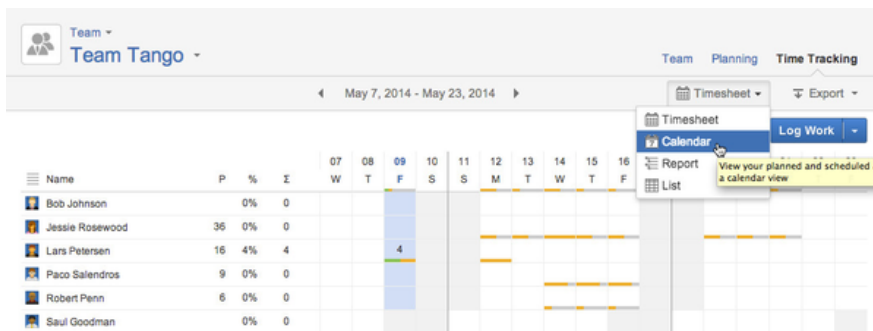 Team
Team Tango
Team Planning Time Tracking
May 7, 2014 - May 23, 2014
Timesheet
Export
Timesheet
Calendar
Report
List
Log Work
View your planned and scheduled
a calendar view
07 08 09 10 11 12 13 14 15 16
Name P % Σ W T F S S M T W T F
Bob Johnson 0% 0
Jessie Rosewood 36 0% 0
Lars Petersen 16 4% 4 4
Paco Salendros 9 0% 0
Robert Penn 6 0% 0
Saul Goodman 0% 0